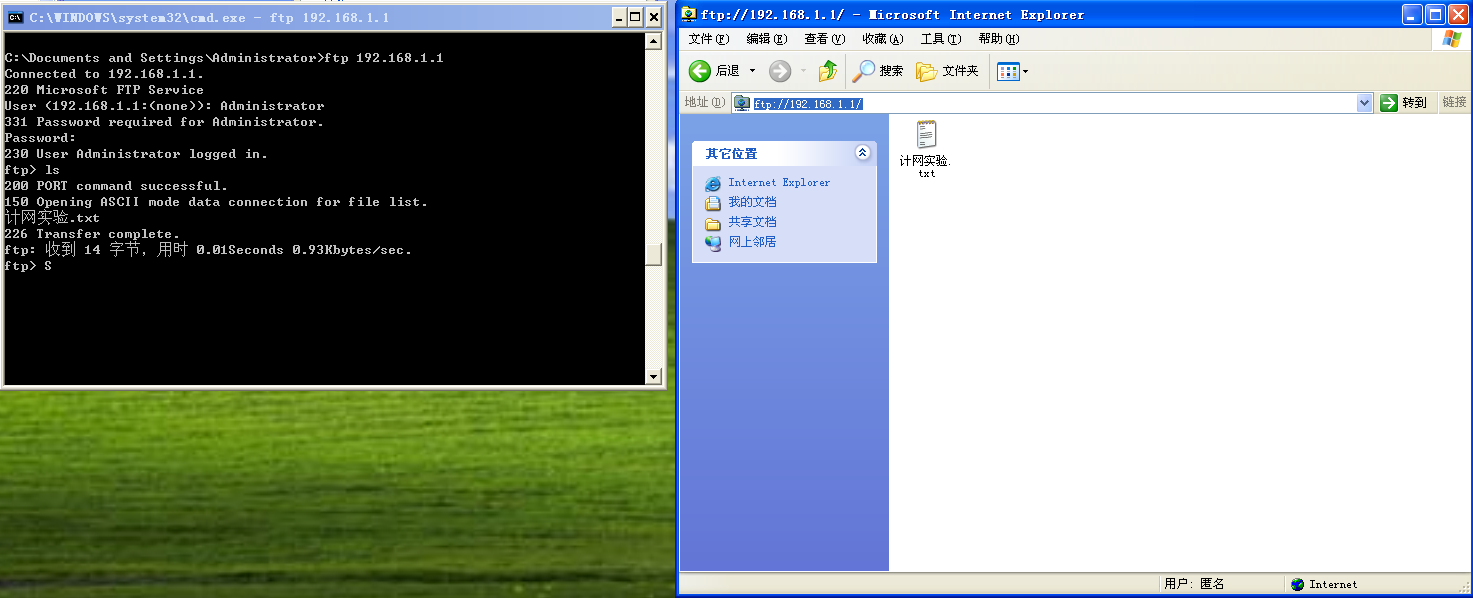 C:\WINDOWS\system32\cmd.exe - ftp 192.168.1.1
C:\Documents and Settings\Administrator>ftp 192.168.1.1
Connected to 192.168.1.1.
220 Microsoft FTP Service
User (192.168.1.1:(none)): Administrator
331 Password required for Administrator.
Password:
230 User Administrator logged in.
ftp> ls
200 PORT command successful.
150 Opening ASCII mode data connection for file list.
计网实验.txt
226 Transfer complete.
ftp: 收到 14 字节，用时 0.01Seconds 0.93Kbytes/sec.
ftp> S
ftp://192.168.1.1/ - Microsoft Internet Explorer
文件(F) 编辑(E) 查看(V) 收藏(A) 工具(T) 帮助(H)
后退 搜索 文件夹
地址(D) ftp://192.168.1.1/ 转到 链接
其它位置
Internet Explorer
我的文档
共享文档
网上邻居
计网实验.
txt
用户: 匿名 Internet